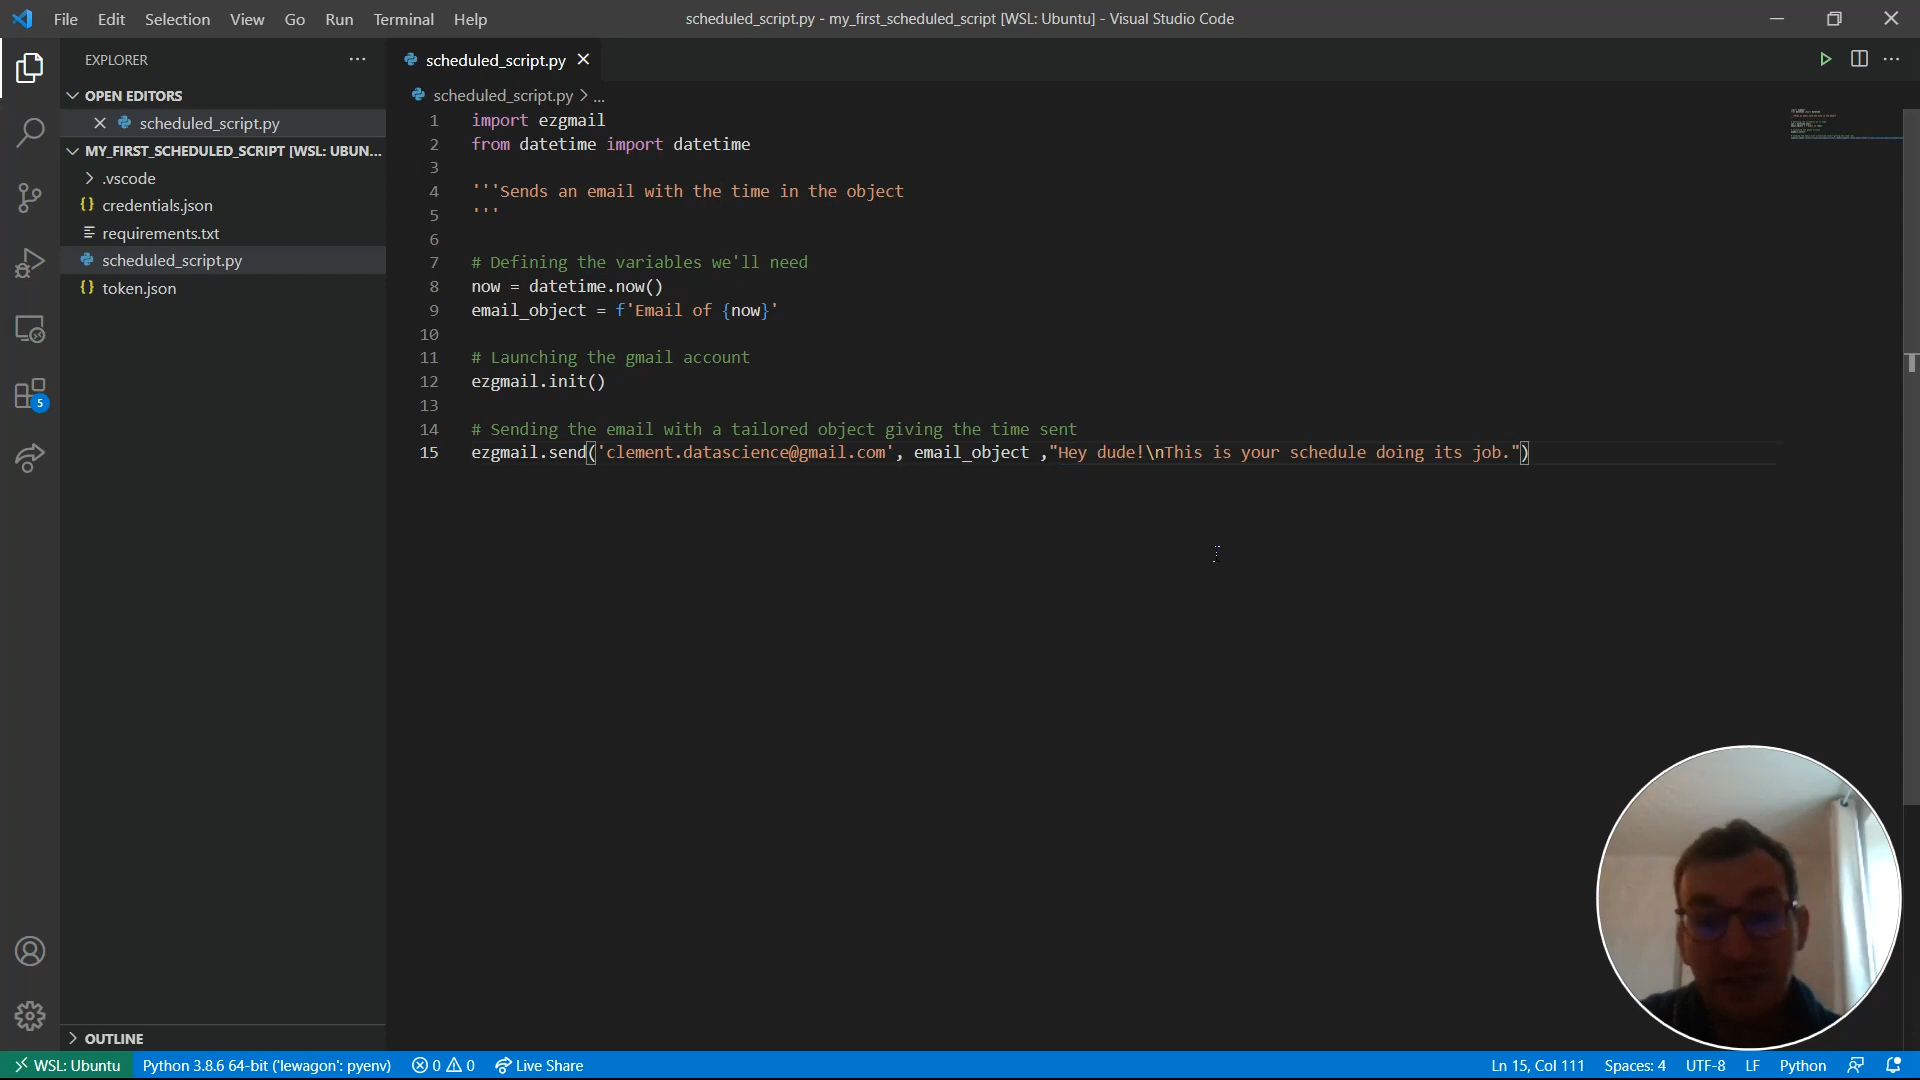 File Edit Selection View Go Run Terminal Help
scheduled_script.py - my_first_scheduled_script [WSL: Ubuntu] - Visual Studio Code
EXPLORER
OPEN EDITORS
scheduled_script.py
MY_FIRST_SCHEDULED_SCRIPT [WSL: UBUN...
.vscode
credentials.json
requirements.txt
scheduled_script.py
token.json
OUTLINE
5
scheduled_script.py
scheduled_script.py > ...
1 import ezgmail
2 from datetime import datetime
3
4 '''Sends an email with the time in the object
5 '''
6
7 # Defining the variables we'll need
8 now = datetime.now()
9 email_object = f'Email of {now}'
10
11 # Launching the gmail account
12 ezgmail.init()
13
14 # Sending the email with a tailored object giving the time sent
15 ezgmail.send('clement.datascience@gmail.com', email_object ,"Hey dude!\nThis is your schedule doing its job.")
WSL: Ubuntu Python 3.8.6 64-bit ('lewagon': pyenv) 0 0 Live Share Ln 15, Col 111 Spaces: 4 UTF-8 LF Python